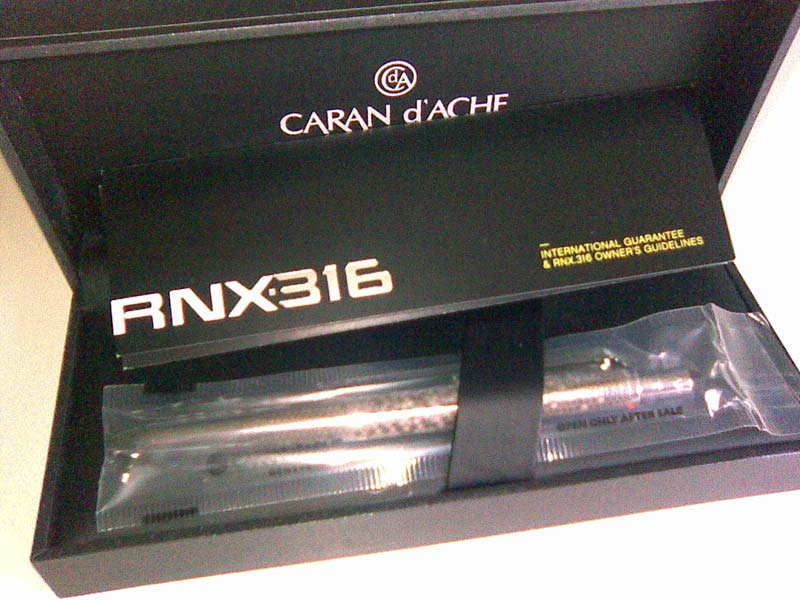 CdA
CARAN d'ACHE
RNX.316
INTERNATIONAL GUARANTEE
& RNX.316 OWNER'S GUIDELINES
OPEN ONLY AFTER SALE